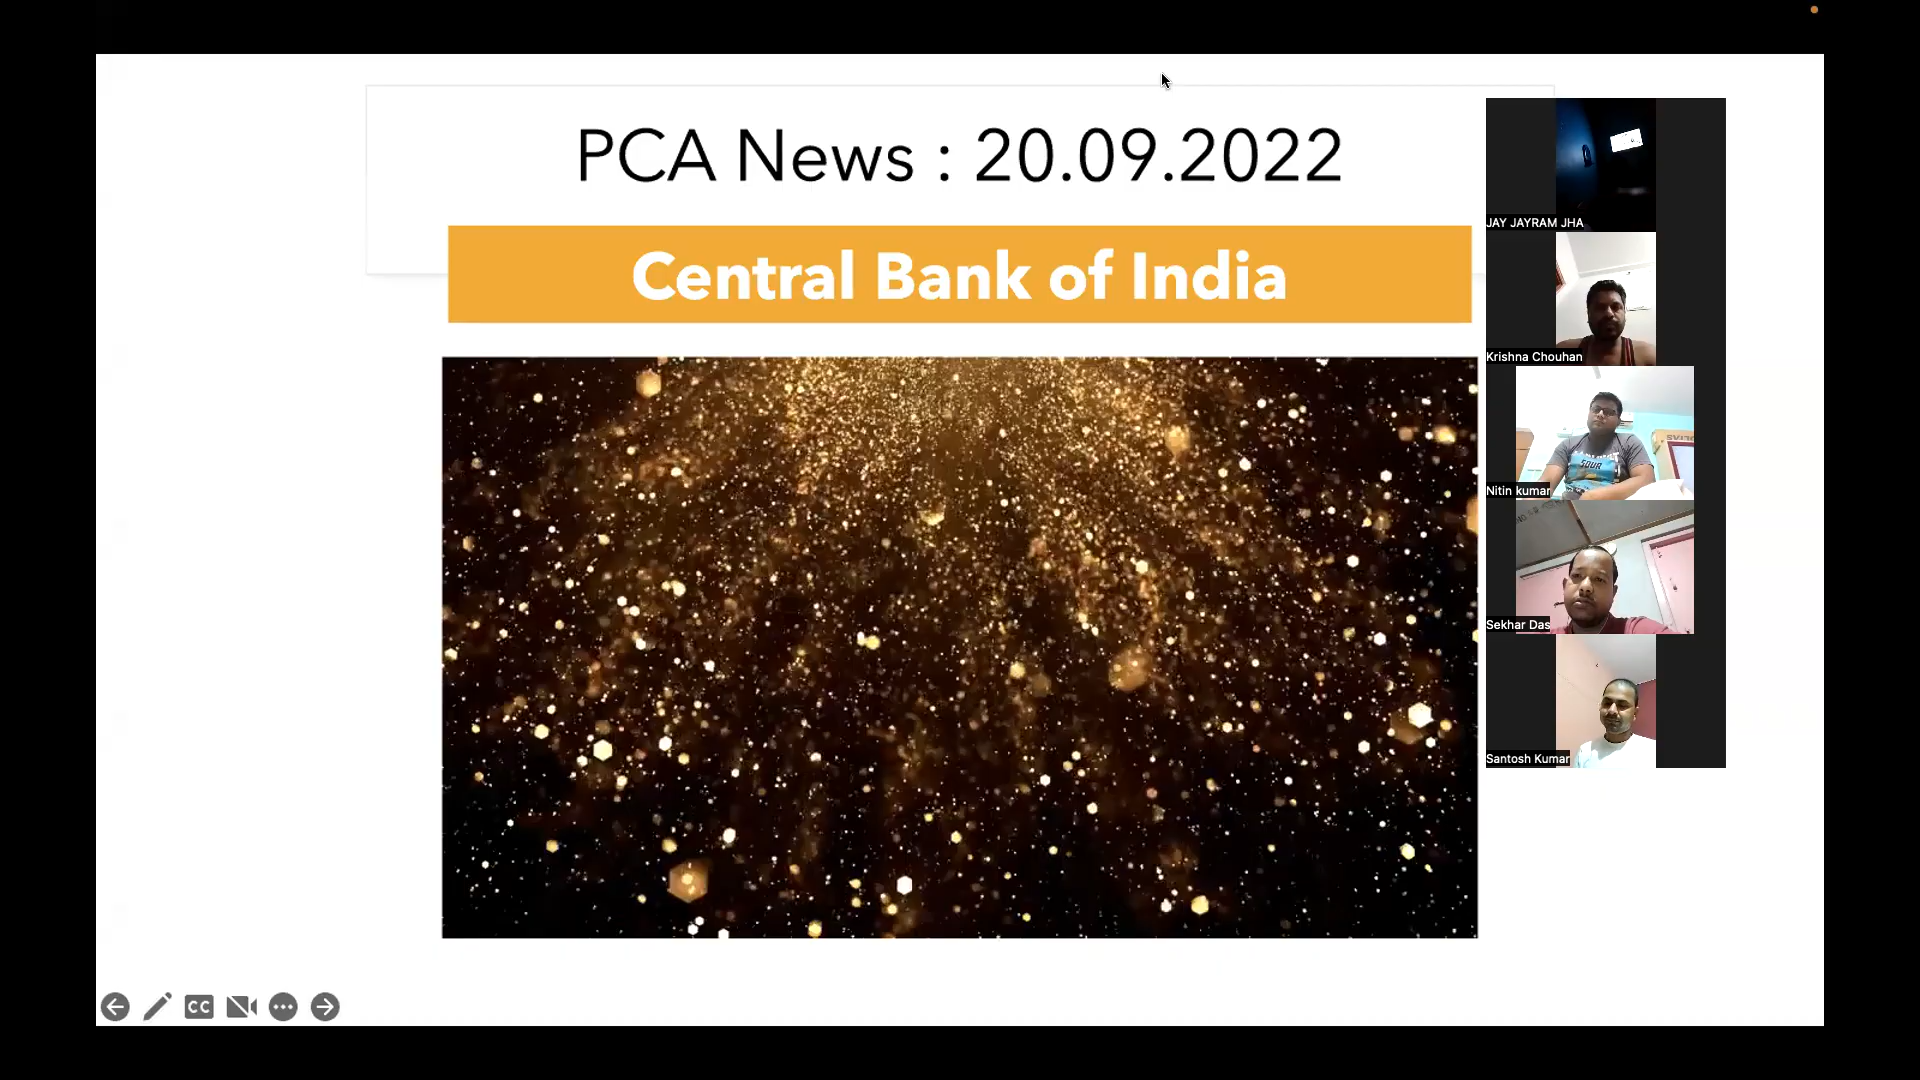 PCA News : 20.09.2022
Central Bank of India
JAY JAYRAM JHA
Krishna Chouhan
Nitin kumar
SOUR
Sekhar Das
Santosh Kumar
CC